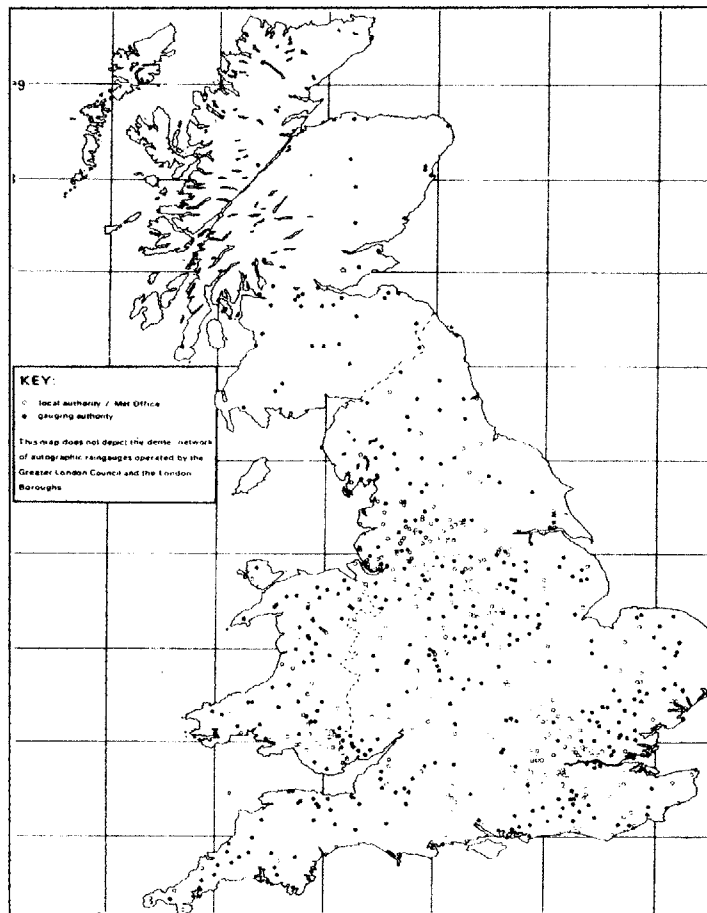 9
KEY:
local authority / Met Office
gauging authority
This map does not depict the dense network
of autographic raingauges operated by the
Greater London Council and the London
Boroughs